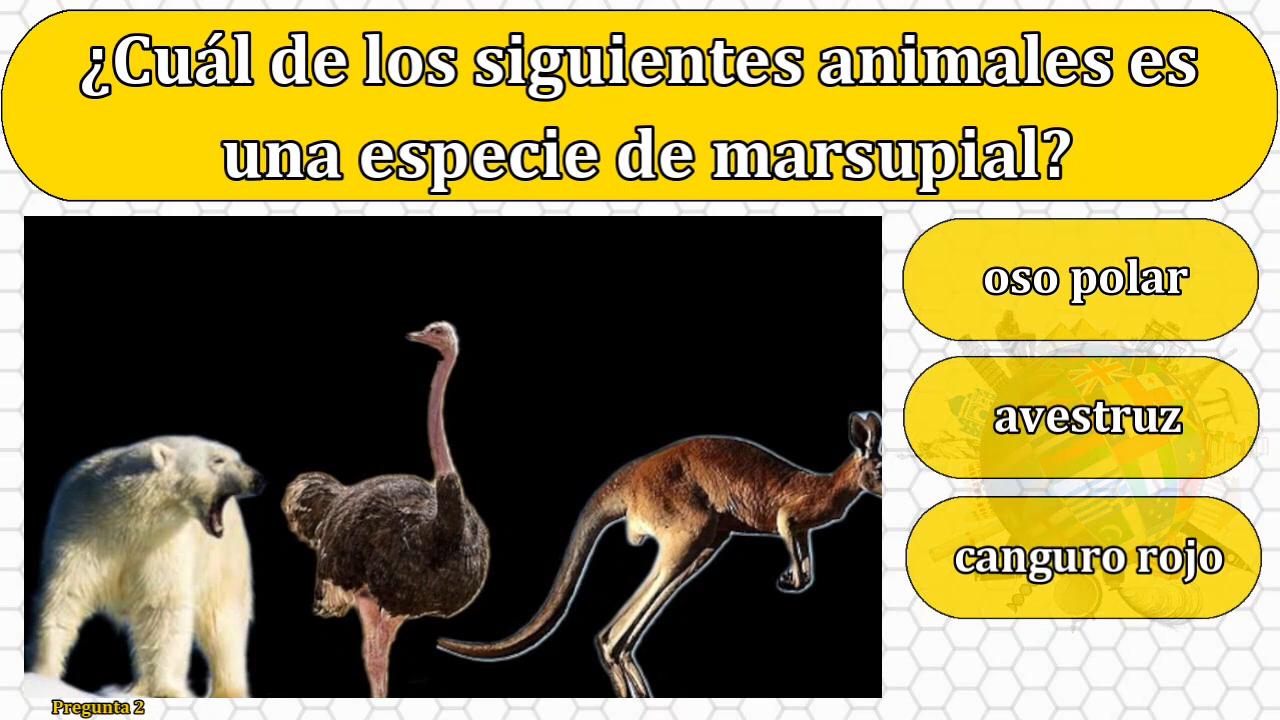 ¿Cuál de los siguientes animales es
una especie de marsupial?
oso polar
avestruz
canguro rojo
Pregunta 2